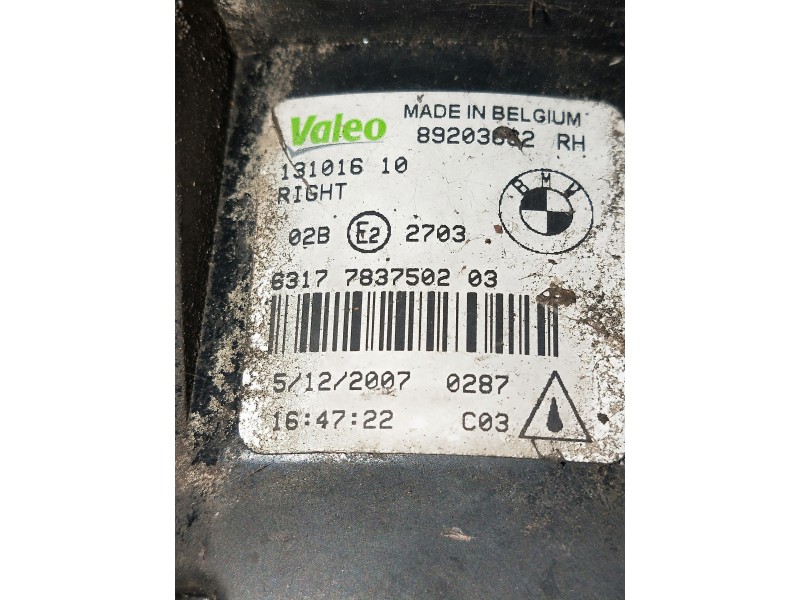 Valeo MADE IN BELGIUM
RH
131016 10
RIGHT
BMW
02B E2 2703
6317 7837502 03
5/12/2007 0287
16:47:22 C03